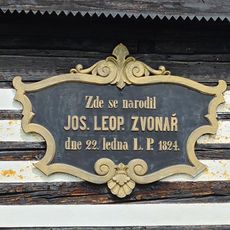 Zde se narodil
JOS. LEOP. ZVONAŘ
dne 22. ledna L. P. 1824.